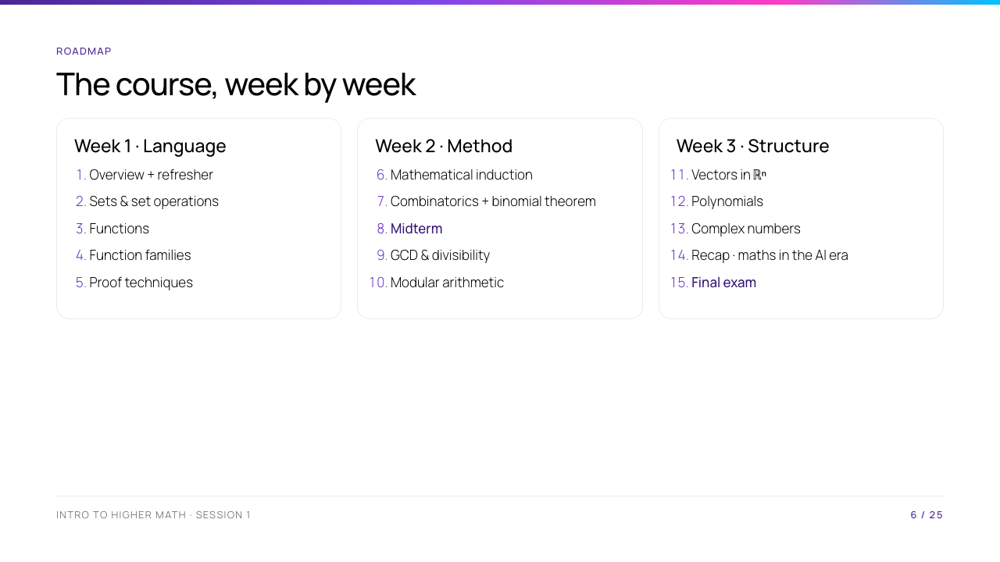 ROADMAP
The course, week by week
Week 1 · Language
1. Overview + refresher
2. Sets & set operations
3. Functions
4. Function families
5. Proof techniques
Week 2 · Method
6. Mathematical induction
7. Combinatorics + binomial theorem
8. Midterm
9. GCD & divisibility
10. Modular arithmetic
Week 3 · Structure
11. Vectors in ℝⁿ
12. Polynomials
13. Complex numbers
14. Recap · maths in the AI era
15. Final exam
INTRO TO HIGHER MATH · SESSION 1
6 / 25